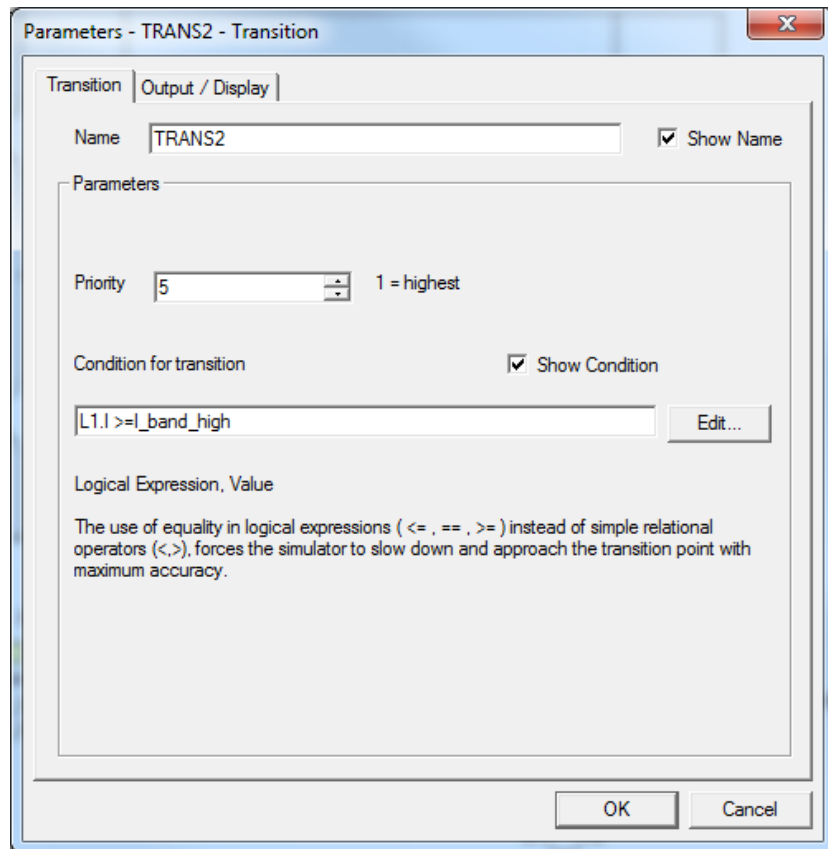 Parameters - TRANS2 - Transition
Transition
Output / Display
Name
TRANS2
Show Name
Parameters
Priority
5
1 = highest
Condition for transition
Show Condition
L1.I >=I_band_high
Edit...
Logical Expression, Value
The use of equality in logical expressions ( <= , == , >= ) instead of simple relational
operators (<,>), forces the simulator to slow down and approach the transition point with
maximum accuracy.
OK
Cancel